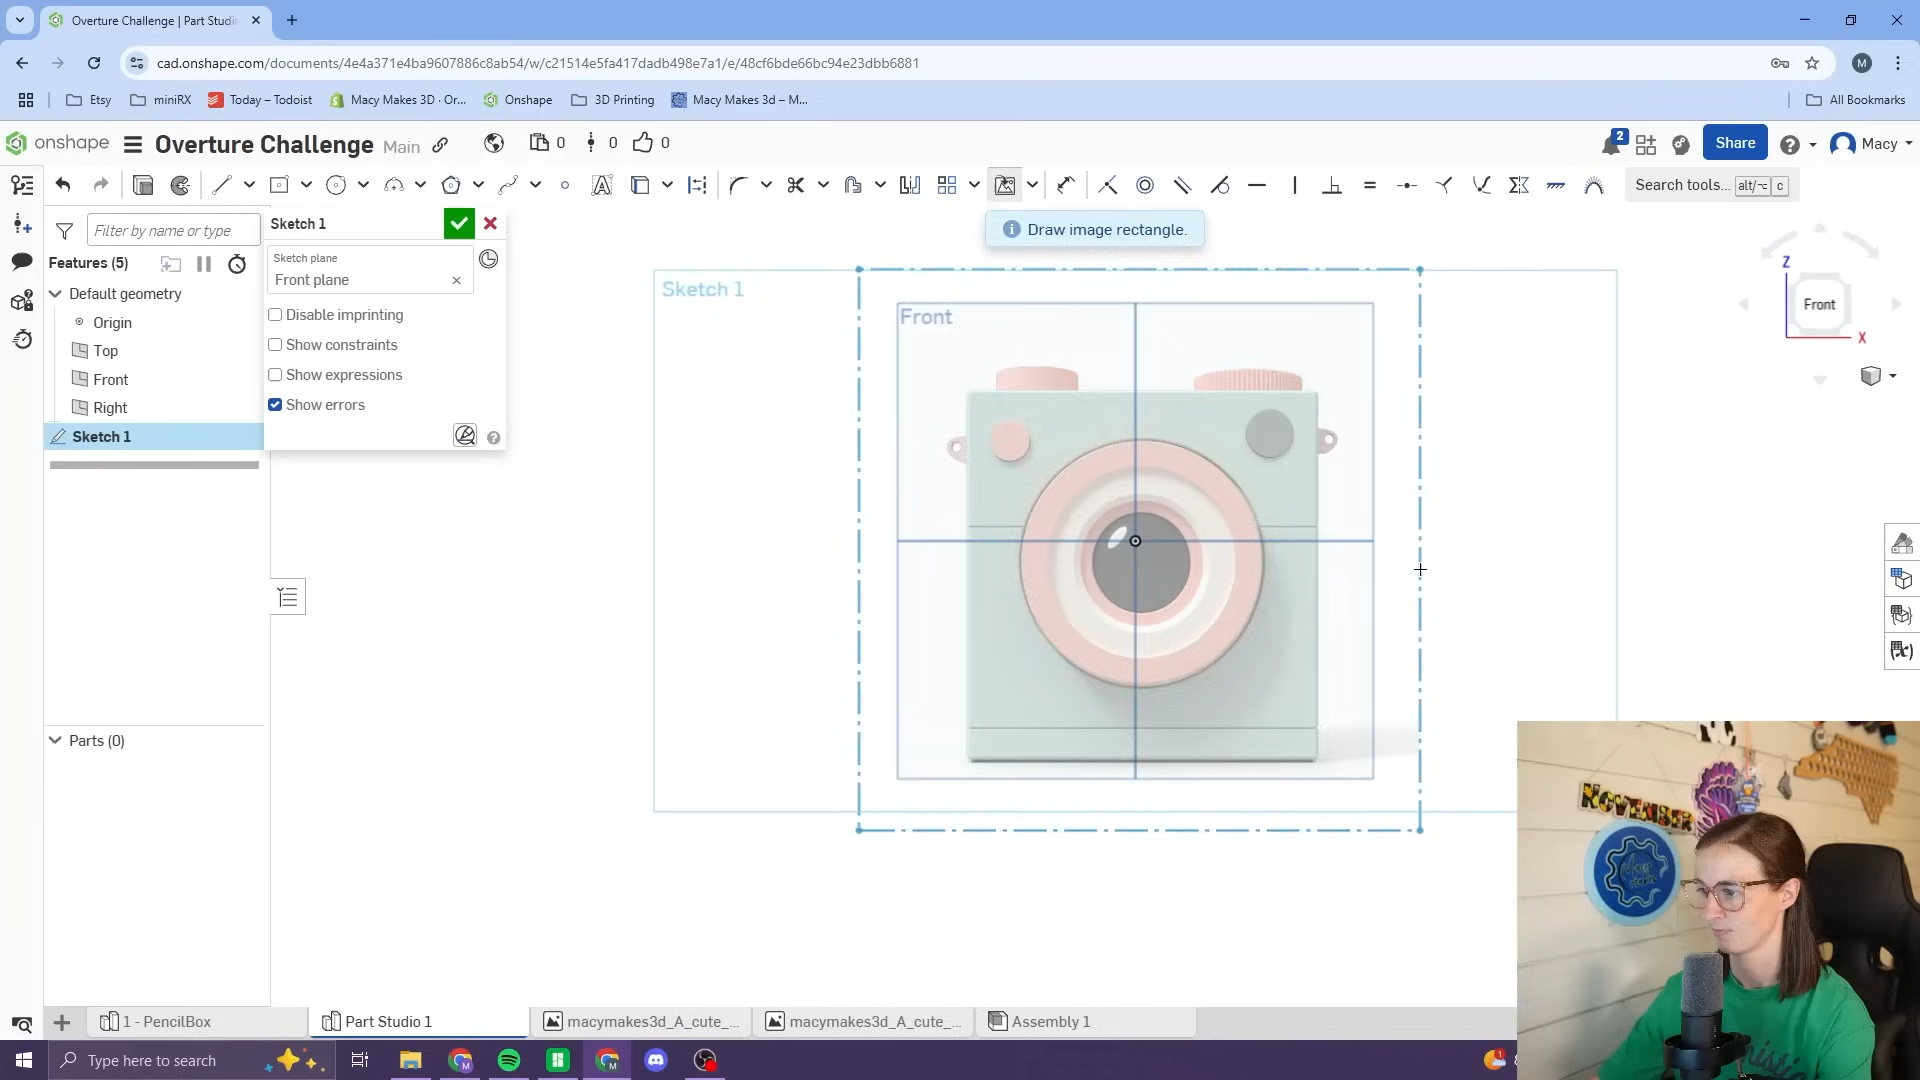 Overture Challenge | Part Studi
cad.onshape.com/documents/4e4a371e4ba9607886c8ab54/w/c21514e5fa417dadb498e7a1/e/48cf6bde66bc94e23dbb6881
M
Etsy
miniRX
Today – Todoist
Macy Makes 3D · Or...
Onshape
3D Printing
Macy Makes 3d – M...
All Bookmarks
onshape
Overture Challenge
Main
0
0
0
2
Share
Macy
Search tools... alt/⌥ c
Filter by name or type
Sketch 1
Draw image rectangle.
Sketch plane
Front plane
Features (5)
Default geometry
Origin
Top
Front
Right
Sketch 1
Disable imprinting
Show constraints
Show expressions
Show errors
Sketch 1
Front
Z
Front
X
Parts (0)
NOVEMBER
1 - PencilBox
Part Studio 1
macymakes3d_A_cute_...
macymakes3d_A_cute_...
Assembly 1
Type here to search
1